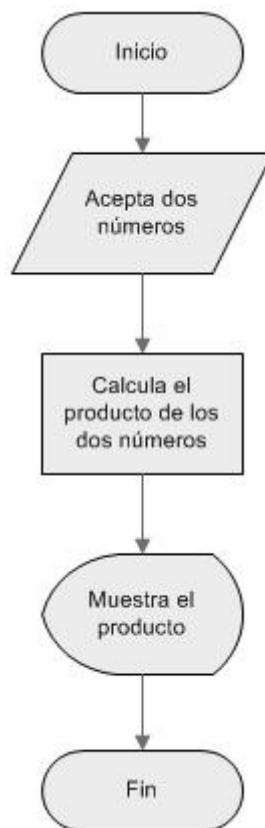 Inicio
Acepta dos
números
Calcula el
producto de los
dos números
Muestra el
producto
Fin